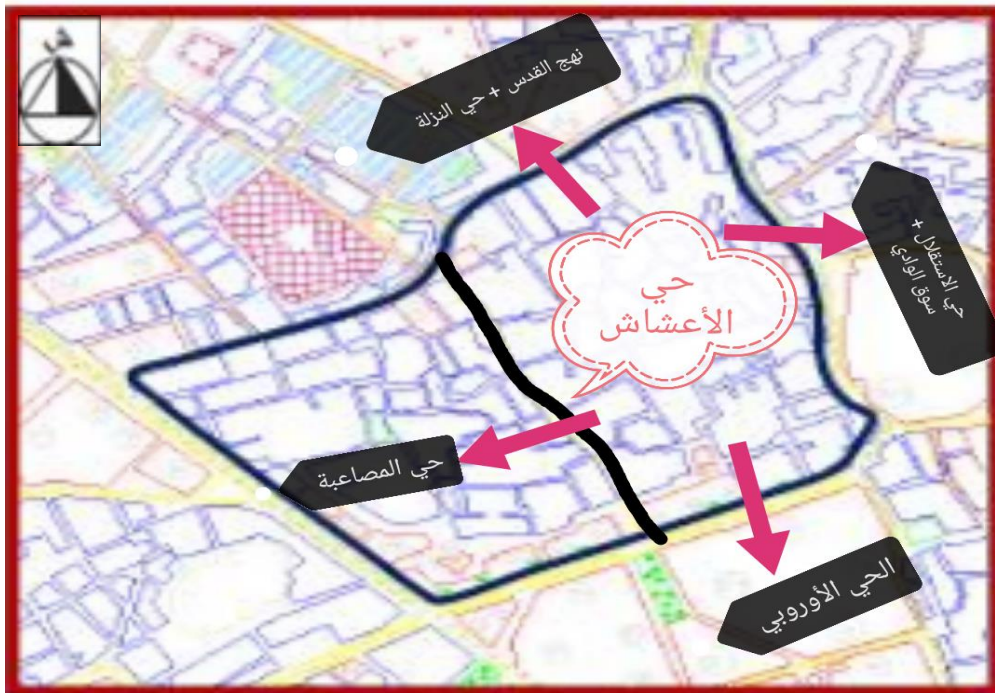 ش
نهج القدس + حي النزلة
حي الاستقلال +
سوق الوادي
حي
الأعشاش
حي المصاعبة
الحي الأوروبي